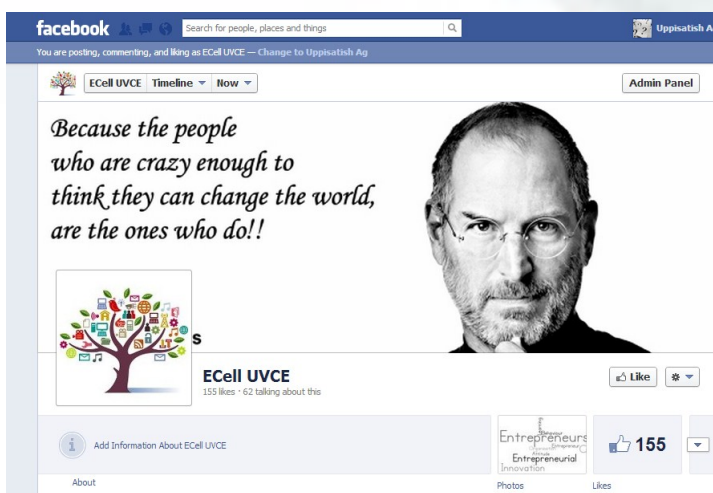 facebook
Search for people, places and things
Uppisatish A
You are posting, commenting, and liking as ECell UVCE — Change to Uppisatish Ag
ECell UVCE Timeline Now
Admin Panel
Because the people
who are crazy enough to
think they can change the world,
are the ones who do!!
s
ECell UVCE
155 likes · 62 talking about this
Like
Add Information About ECell UVCE
Entrepreneurs
Entrepreneurial
Innovation
155
About
Photos
Likes